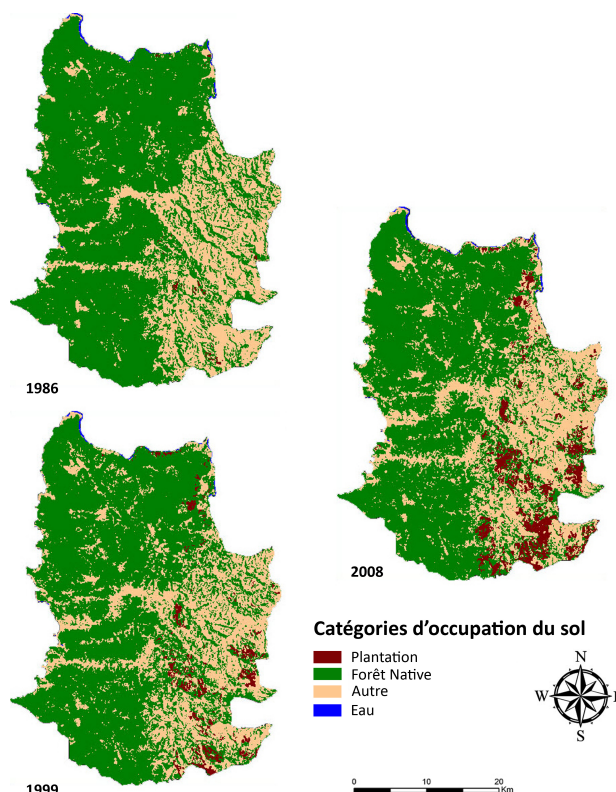 1986
2008
1999
Catégories d'occupation du sol
Plantation
Forêt Native
Autre
Eau
N
W
S
0 10 20
Km